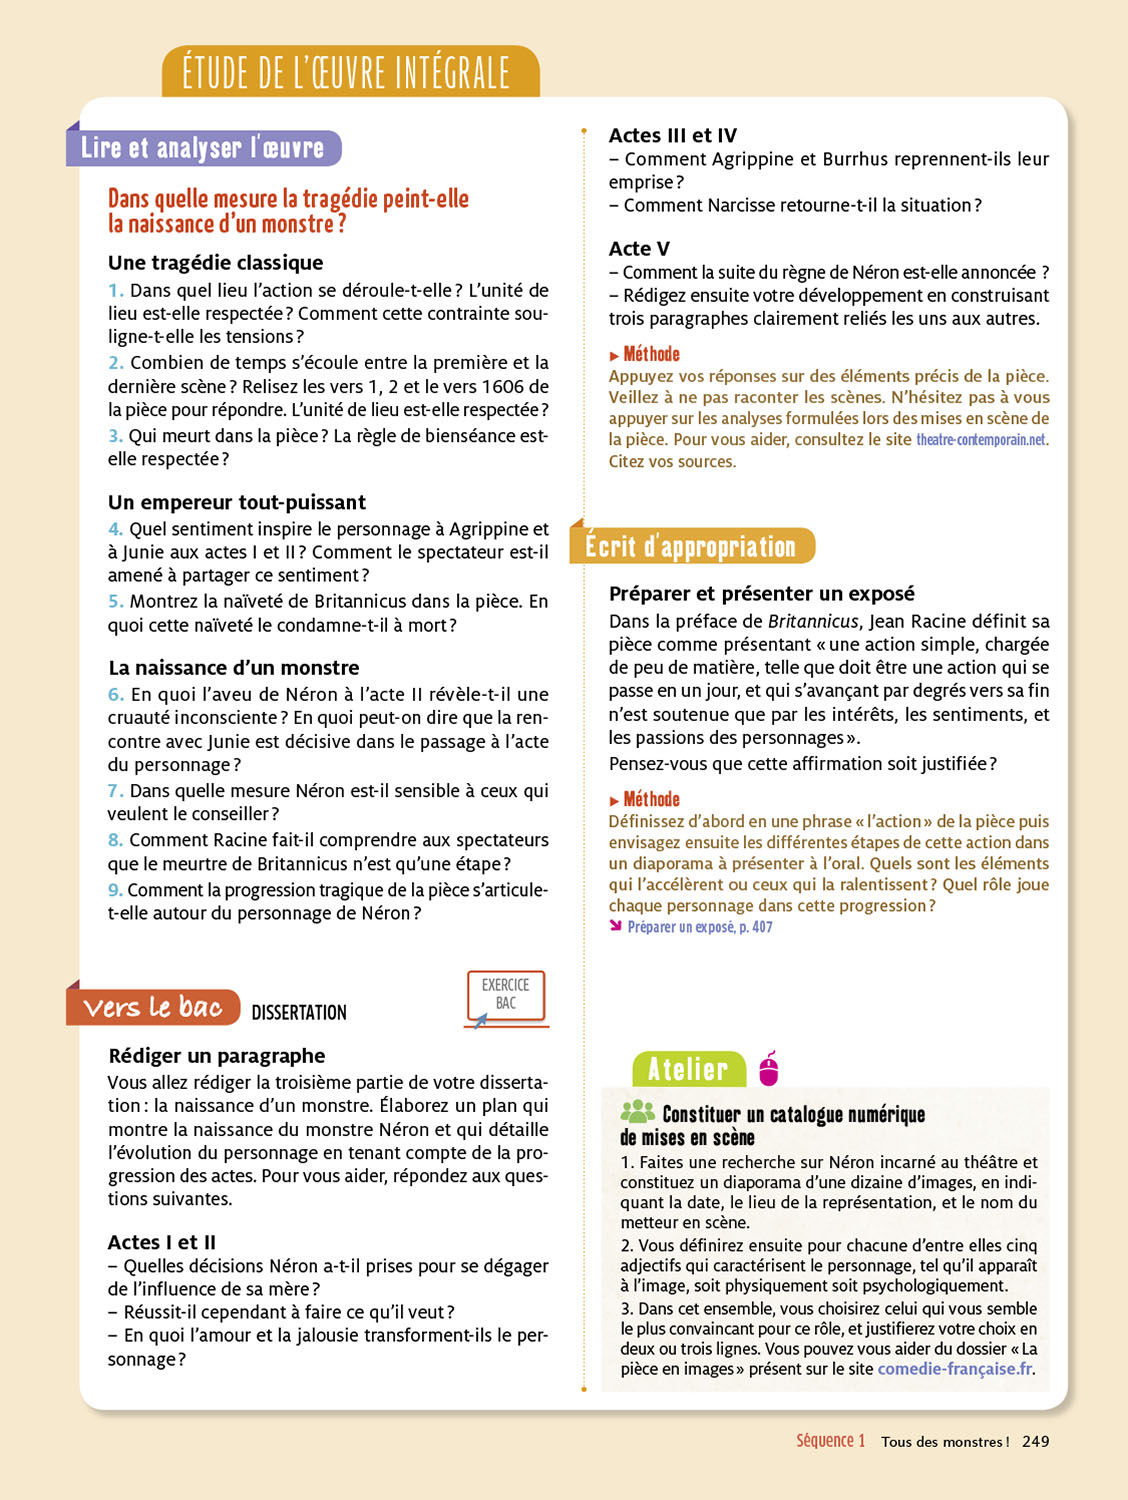 ÉTUDE DE L'ŒUVRE INTÉGRALE
Lire et analyser l'œuvre
Dans quelle mesure la tragédie peint-elle
la naissance d'un monstre ?
Une tragédie classique
1. Dans quel lieu l'action se déroule-t-elle ? L'unité de
lieu est-elle respectée ? Comment cette contrainte sou-
ligne-t-elle les tensions ?
2. Combien de temps s'écoule entre la première et la
dernière scène ? Relisez les vers 1, 2 et le vers 1606 de
la pièce pour répondre. L'unité de lieu est-elle respectée ?
3. Qui meurt dans la pièce ? La règle de bienséance est-
elle respectée ?
Un empereur tout-puissant
4. Quel sentiment inspire le personnage à Agrippine et
à Junie aux actes I et II ? Comment le spectateur est-il
amené à partager ce sentiment ?
5. Montrez la naïveté de Britannicus dans la pièce. En
quoi cette naïveté le condamne-t-il à mort ?
La naissance d'un monstre
6. En quoi l'aveu de Néron à l'acte II révèle-t-il une
cruauté inconsciente ? En quoi peut-on dire que la ren-
contre avec Junie est décisive dans le passage à l'acte
du personnage ?
7. Dans quelle mesure Néron est-il sensible à ceux qui
veulent le conseiller ?
8. Comment Racine fait-il comprendre aux spectateurs
que le meurtre de Britannicus n'est qu'une étape ?
9. Comment la progression tragique de la pièce s'articule-
t-elle autour du personnage de Néron ?
Vers le bac DISSERTATION
EXERCICE
BAC
Rédiger un paragraphe
Vous allez rédiger la troisième partie de votre disserta-
tion : la naissance d'un monstre. Élaborez un plan qui
montre la naissance du monstre Néron et qui détaille
l'évolution du personnage en tenant compte de la pro-
gression des actes. Pour vous aider, répondez aux ques-
tions suivantes.
Actes I et II
– Quelles décisions Néron a-t-il prises pour se dégager
de l'influence de sa mère ?
– Réussit-il cependant à faire ce qu'il veut ?
– En quoi l'amour et la jalousie transforment-ils le per-
sonnage ?
Actes III et IV
– Comment Agrippine et Burrhus reprennent-ils leur
emprise ?
– Comment Narcisse retourne-t-il la situation ?
Acte V
– Comment la suite du règne de Néron est-elle annoncée ?
– Rédigez ensuite votre développement en construisant
trois paragraphes clairement reliés les uns aux autres.
▶ Méthode
Appuyez vos réponses sur des éléments précis de la pièce.
Veillez à ne pas raconter les scènes. N'hésitez pas à vous
appuyer sur les analyses formulées lors des mises en scène de
la pièce. Pour vous aider, consultez le site theatre-contemporain.net.
Citez vos sources.
Écrit d'appropriation
Préparer et présenter un exposé
Dans la préface de Britannicus, Jean Racine définit sa
pièce comme présentant « une action simple, chargée
de peu de matière, telle que doit être une action qui se
passe en un jour, et qui s'avançant par degrés vers sa fin
n'est soutenue que par les intérêts, les sentiments, et
les passions des personnages ».
Pensez-vous que cette affirmation soit justifiée ?
▶ Méthode
Définissez d'abord en une phrase « l'action » de la pièce puis
envisagez ensuite les différentes étapes de cette action dans
un diaporama à présenter à l'oral. Quels sont les éléments
qui l'accélèrent ou ceux qui la ralentissent ? Quel rôle joue
chaque personnage dans cette progression ?
Préparer un exposé, p. 407
Atelier
Constituer un catalogue numérique
de mises en scène
1. Faites une recherche sur Néron incarné au théâtre et
constituez un diaporama d'une dizaine d'images, en indi-
quant la date, le lieu de la représentation, et le nom du
metteur en scène.
2. Vous définirez ensuite pour chacune d'entre elles cinq
adjectifs qui caractérisent le personnage, tel qu'il apparaît
à l'image, soit physiquement soit psychologiquement.
3. Dans cet ensemble, vous choisirez celui qui vous semble
le plus convaincant pour ce rôle, et justifierez votre choix en
deux ou trois lignes. Vous pouvez vous aider du dossier « La
pièce en images » présent sur le site comedie-française.fr.
Séquence 1 Tous des monstres ! 249